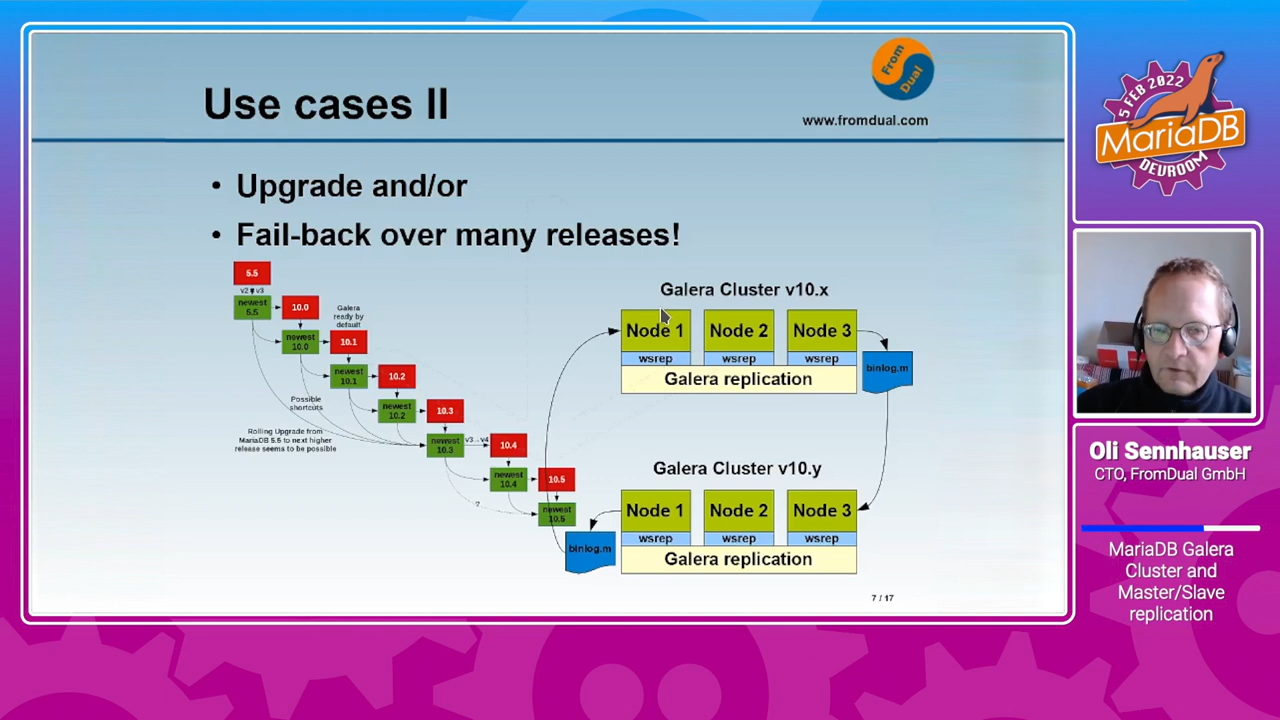 Use cases II
From
Dual
www.fromdual.com
• Upgrade and/or
• Fail-back over many releases!
5.5
v2 v3
newest
5.5
10.0
newest
10.0
Galera
ready by
default
10.1
newest
10.1
10.2
newest
10.2
Possible
shortcuts
10.3
newest
10.3
Rolling Upgrade from
MariaDB 5.5 to next higher
release seems to be possible
v3→v4
10.4
newest
10.4
10.5
?
newest
10.5
Galera Cluster v10.x
Node 1
Node 2
Node 3
wsrep
wsrep
wsrep
Galera replication
binlog.m
Galera Cluster v10.y
Node 1
Node 2
Node 3
wsrep
wsrep
wsrep
Galera replication
binlog.m
7 / 17
5 FEB 2022
MariaDB
DEVROOM
Oli Sennhauser
CTO, FromDual GmbH
MariaDB Galera
Cluster and
Master/Slave
replication